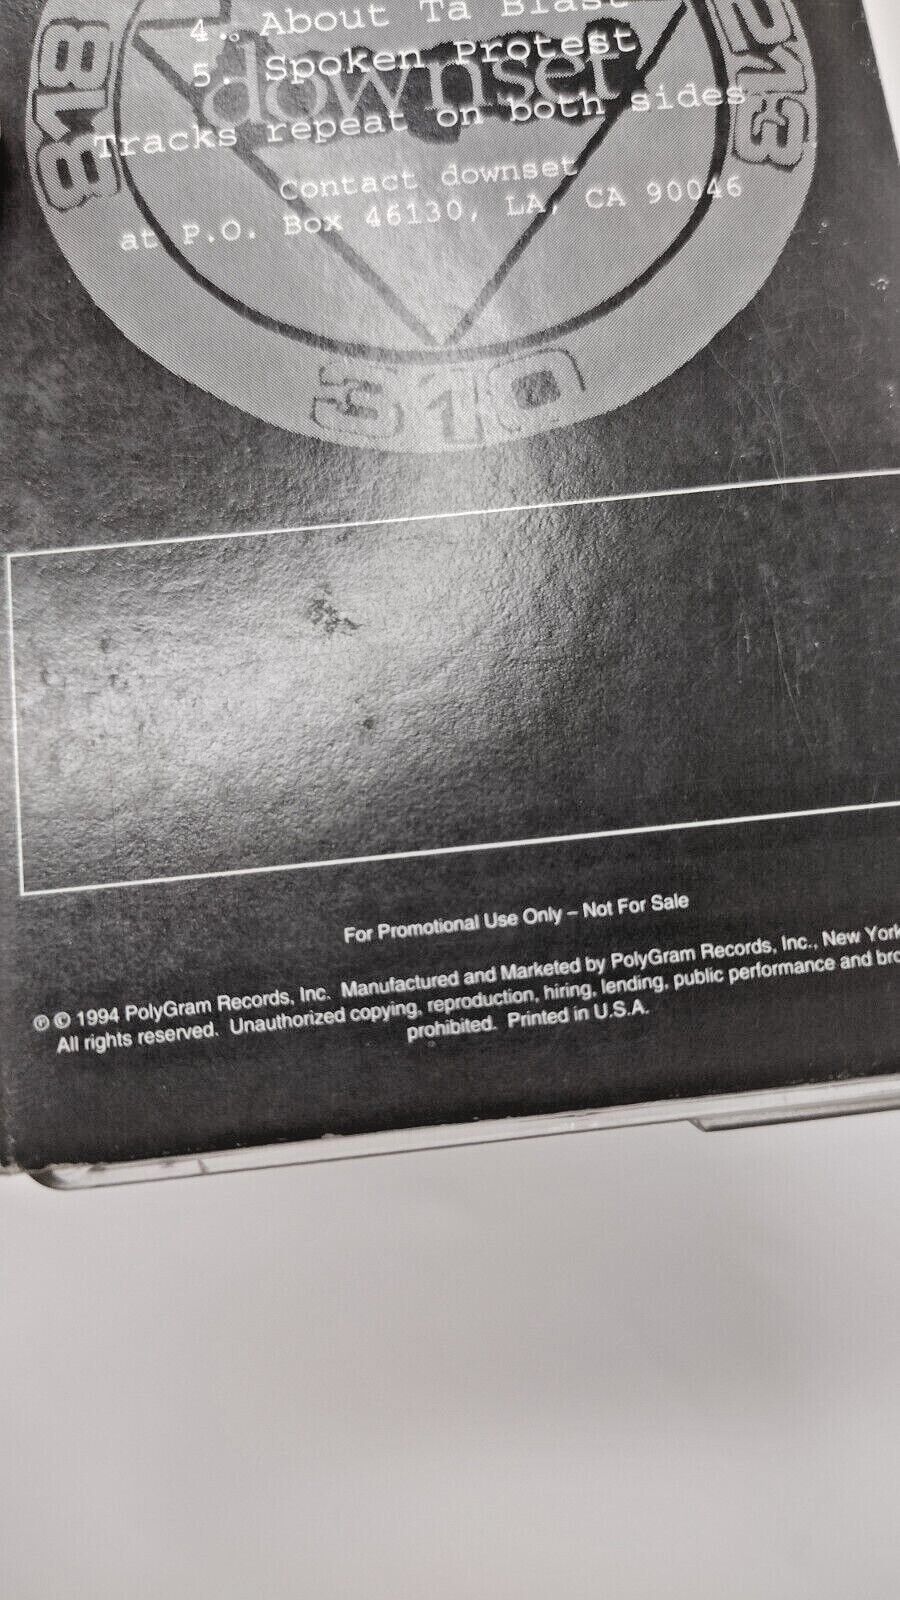 4. About Ta Blast
5. Spoken Protest
downset
Tracks repeat on both sides
Contact downset
at P.O. Box 46130, LA, CA 90046
818
213
310
For Promotional Use Only – Not For Sale
℗ © 1994 PolyGram Records, Inc. Manufactured and Marketed by PolyGram Records, Inc., New York
All rights reserved. Unauthorized copying, reproduction, hiring, lending, public performance and bro
prohibited. Printed in U.S.A.